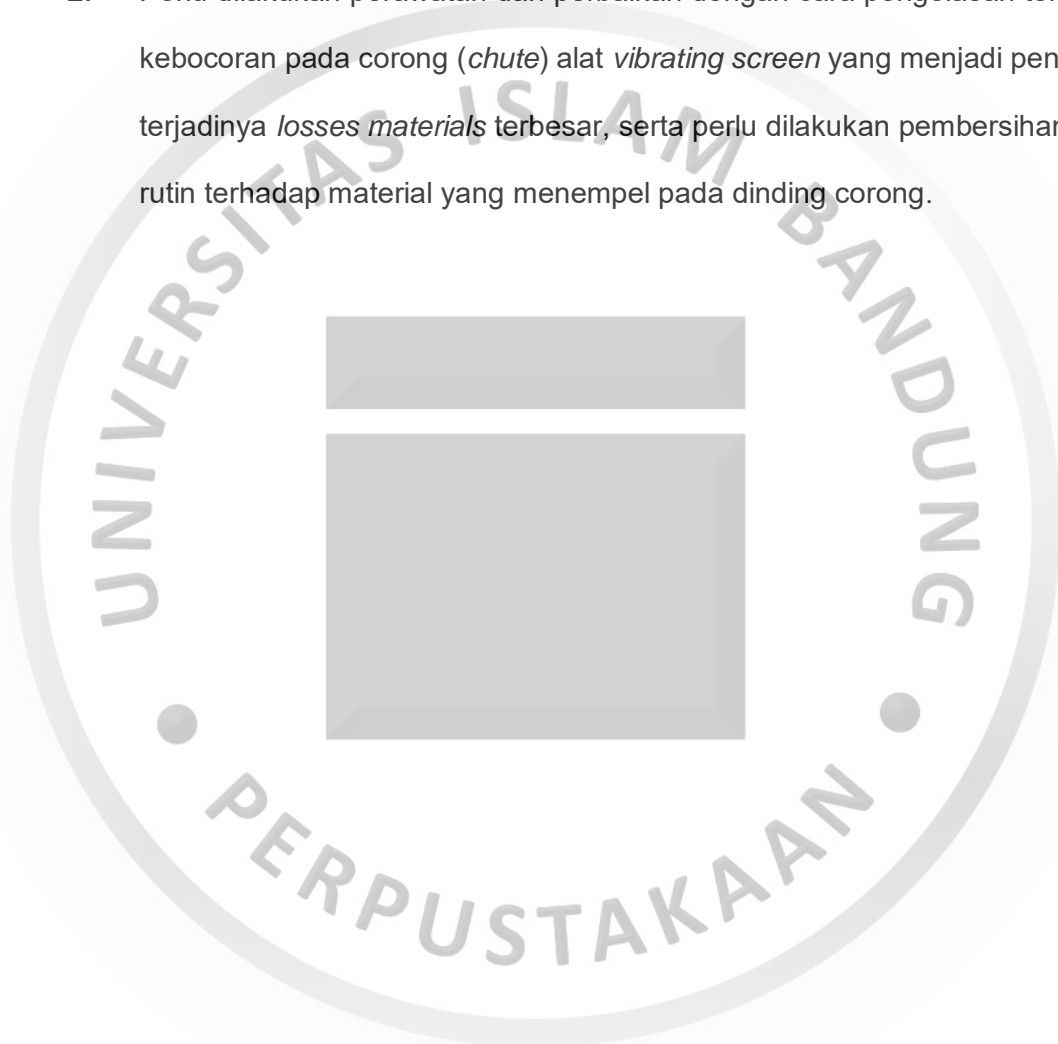 kebocoran pada corong (chute) alat vibrating screen yang menjadi pen
terjadinya losses materials terbesar, serta perlu dilakukan pembersihan
rutin terhadap material yang menempel pada dinding corong.
UNIVERSITAS ISLAM BANDUNG
PERPUSTAKAAN